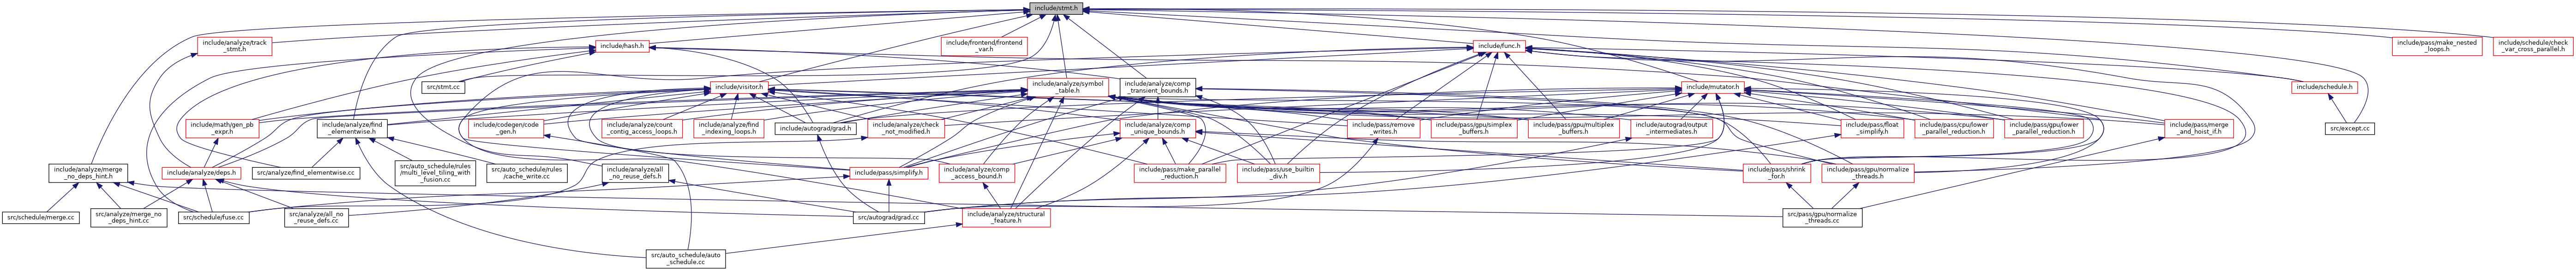 include/stmt.h
include/analyze/track
_stmt.h
include/hash.h
include/frontend/frontend
_var.h
include/func.h
include/pass/make_nested
_loops.h
include/schedule/check
_var_cross_parallel.h
src/stmt.cc
include/visitor.h
include/analyze/symbol
_table.h
include/analyze/comp
_transient_bounds.h
include/mutator.h
include/schedule.h
include/math/gen_pb
_expr.h
include/analyze/find
_elementwise.h
include/codegen/code
_gen.h
include/analyze/count
_contig_access_loops.h
include/analyze/find
_indexing_loops.h
include/autograd/grad.h
include/analyze/check
_not_modified.h
include/analyze/comp
_unique_bounds.h
include/pass/remove
_writes.h
include/pass/gpu/simplex
_buffers.h
include/pass/gpu/multiplex
_buffers.h
include/autograd/output
_intermediates.h
include/pass/float
_simplify.h
include/pass/cpu/lower
_parallel_reduction.h
include/pass/gpu/lower
_parallel_reduction.h
include/pass/merge
_and_hoist_if.h
src/except.cc
include/analyze/merge
_no_deps_hint.h
include/analyze/deps.h
src/analyze/find_elementwise.cc
src/auto_schedule/rules
/multi_level_tiling_with
_fusion.cc
src/auto_schedule/rules
/cache_write.cc
include/analyze/all
_no_reuse_defs.h
include/pass/simplify.h
include/analyze/comp
_access_bound.h
include/pass/make_parallel
_reduction.h
include/pass/use_builtin
_div.h
include/pass/shrink
_for.h
include/pass/gpu/normalize
_threads.h
src/schedule/merge.cc
src/analyze/merge_no
_deps_hint.cc
src/schedule/fuse.cc
src/analyze/all_no
_reuse_defs.cc
src/autograd/grad.cc
include/analyze/structural
_feature.h
src/pass/gpu/normalize
_threads.cc
src/auto_schedule/auto
_schedule.cc